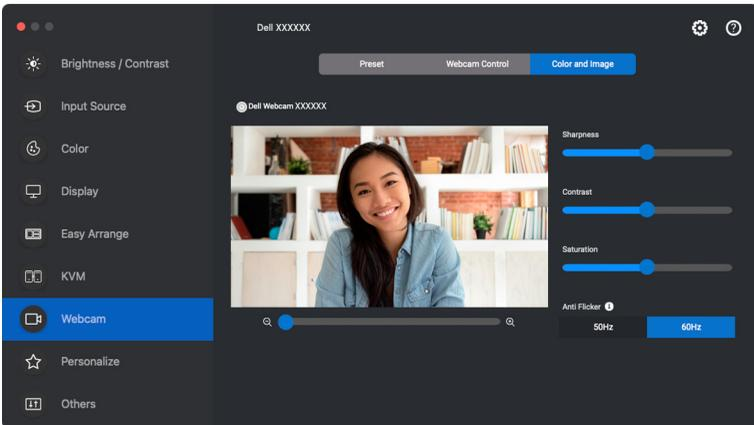 Dell XXXXXX
Brightness / Contrast
Input Source
Color
Display
Easy Arrange
KVM
Webcam
Personalize
Others
Preset
Webcam Control
Color and Image
Dell Webcam XXXXXX
Sharpness
Contrast
Saturation
Anti Flicker
50Hz
60Hz